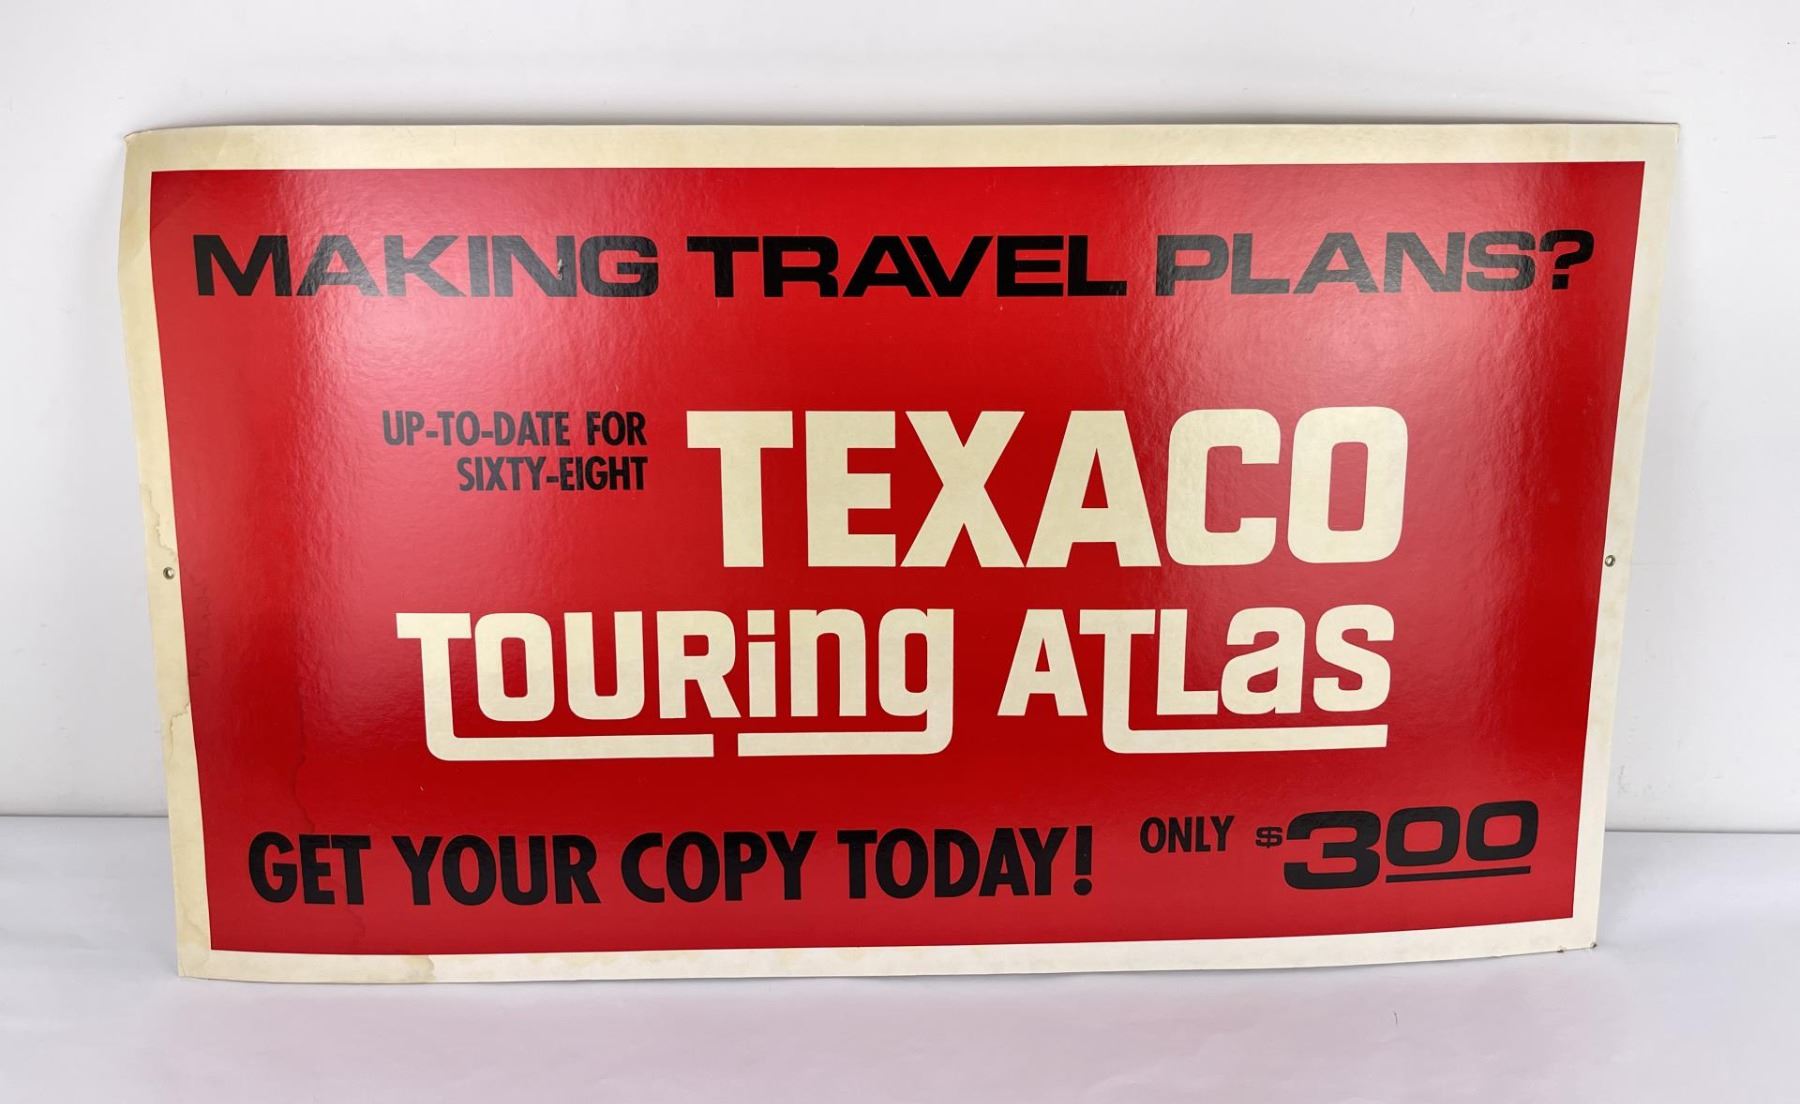 MAKING TRAVEL PLANS?
UP-TO-DATE FOR
SIXTY-EIGHT
TEXACO
TOURing ATLas
GET YOUR COPY TODAY! ONLY $3.00